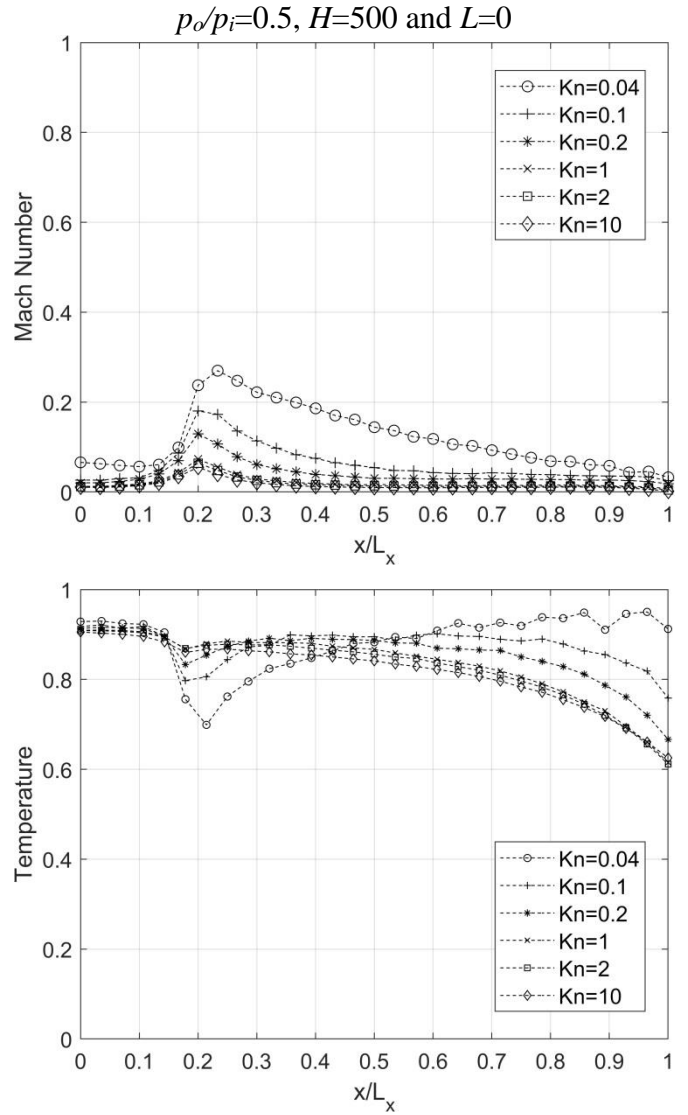 p_o/p_i=0.5, H=500 and L=0
1
0.8
0.6
0.4
0.2
0
Mach Number
Kn=0.04
Kn=0.1
Kn=0.2
Kn=1
Kn=2
Kn=10
0 0.1 0.2 0.3 0.4 0.5 0.6 0.7 0.8 0.9 1
x/L_x
1
0.8
0.6
0.4
0.2
0
Temperature
Kn=0.04
Kn=0.1
Kn=0.2
Kn=1
Kn=2
Kn=10
0 0.1 0.2 0.3 0.4 0.5 0.6 0.7 0.8 0.9 1
x/L_x